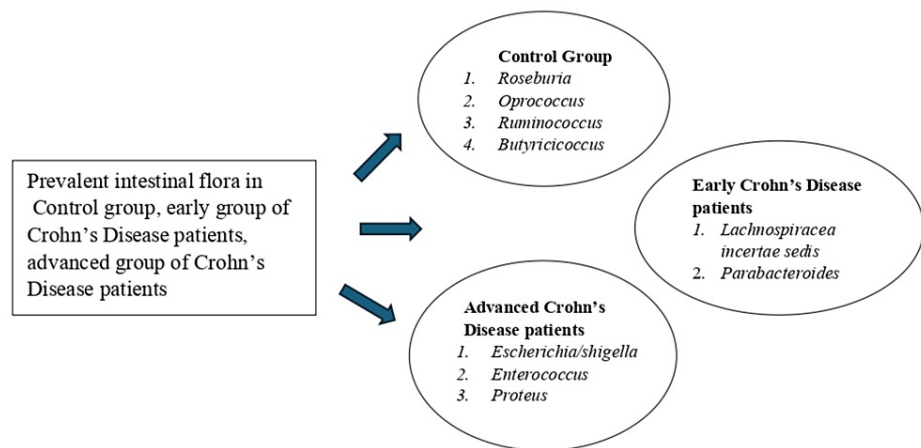 Prevalent intestinal flora in
Control group, early group of
Crohn's Disease patients,
advanced group of Crohn's
Disease patients
Control Group
1. Roseburia
2. Oprococcus
3. Ruminococcus
4. Butyricicoccus
Early Crohn's Disease
patients
1. Lachnospiracea
incertae sedis
2. Parabacteroides
Advanced Crohn's
Disease patients
1. Escherichia/shigella
2. Enterococcus
3. Proteus